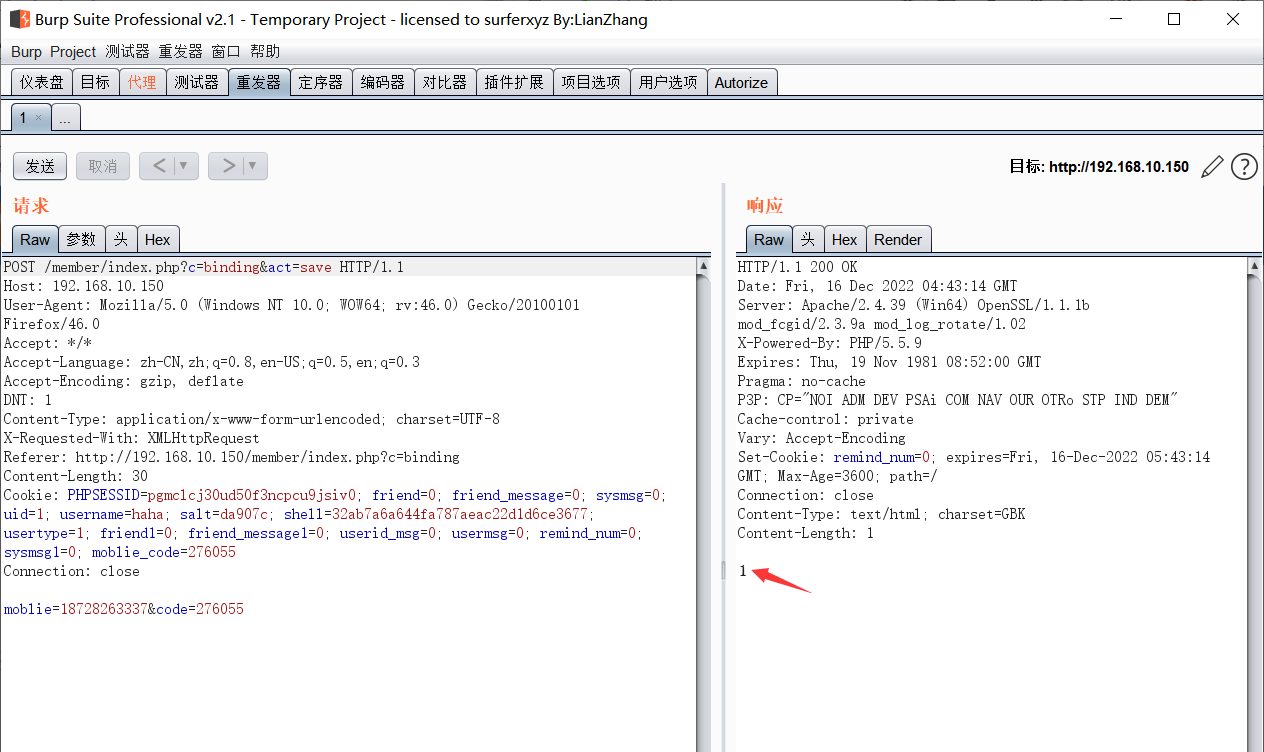 Burp Suite Professional v2.1 - Temporary Project - licensed to surferxyz By:LianZhang
Burp Project 测试器 重发器 窗口 帮助
仪表盘 目标 代理 测试器 重发器 定序器 编码器 对比器 插件扩展 项目选项 用户选项 Autorize
1 × ...
发送 取消 < ▼ > ▼ 目标: http://192.168.10.150 ?
请求
Raw 参数 头 Hex
POST /member/index.php?c=binding&act=save HTTP/1.1
Host: 192.168.10.150
User-Agent: Mozilla/5.0 (Windows NT 10.0; WOW64; rv:46.0) Gecko/20100101
Firefox/46.0
Accept: */*
Accept-Language: zh-CN,zh;q=0.8,en-US;q=0.5,en;q=0.3
Accept-Encoding: gzip, deflate
DNT: 1
Content-Type: application/x-www-form-urlencoded; charset=UTF-8
X-Requested-With: XMLHttpRequest
Referer: http://192.168.10.150/member/index.php?c=binding
Content-Length: 30
Cookie: PHPSESSID=pgmclcj30ud50f3ncpcu9jsiv0; friend=0; friend_message=0; sysmsg=0;
uid=1; username=haha; salt=da907c; shell=32ab7a6a644fa787aeac22d1d6ce3677;
usertype=1; friend1=0; friend_message1=0; userid_msg=0; usermsg=0; remind_num=0;
sysmsg1=0; moblie_code=276055
Connection: close
moblie=18728263337&code=276055
响应
Raw 头 Hex Render
HTTP/1.1 200 OK
Date: Fri, 16 Dec 2022 04:43:14 GMT
Server: Apache/2.4.39 (Win64) OpenSSL/1.1.1b
mod_fcgid/2.3.9a mod_log_rotate/1.02
X-Powered-By: PHP/5.5.9
Expires: Thu, 19 Nov 1981 08:52:00 GMT
Pragma: no-cache
P3P: CP="NOI ADM DEV PSAi COM NAV OUR OTRo STP IND DEM"
Cache-control: private
Vary: Accept-Encoding
Set-Cookie: remind_num=0; expires=Fri, 16-Dec-2022 05:43:14
GMT; Max-Age=3600; path=/
Connection: close
Content-Type: text/html; charset=GBK
Content-Length: 1
1